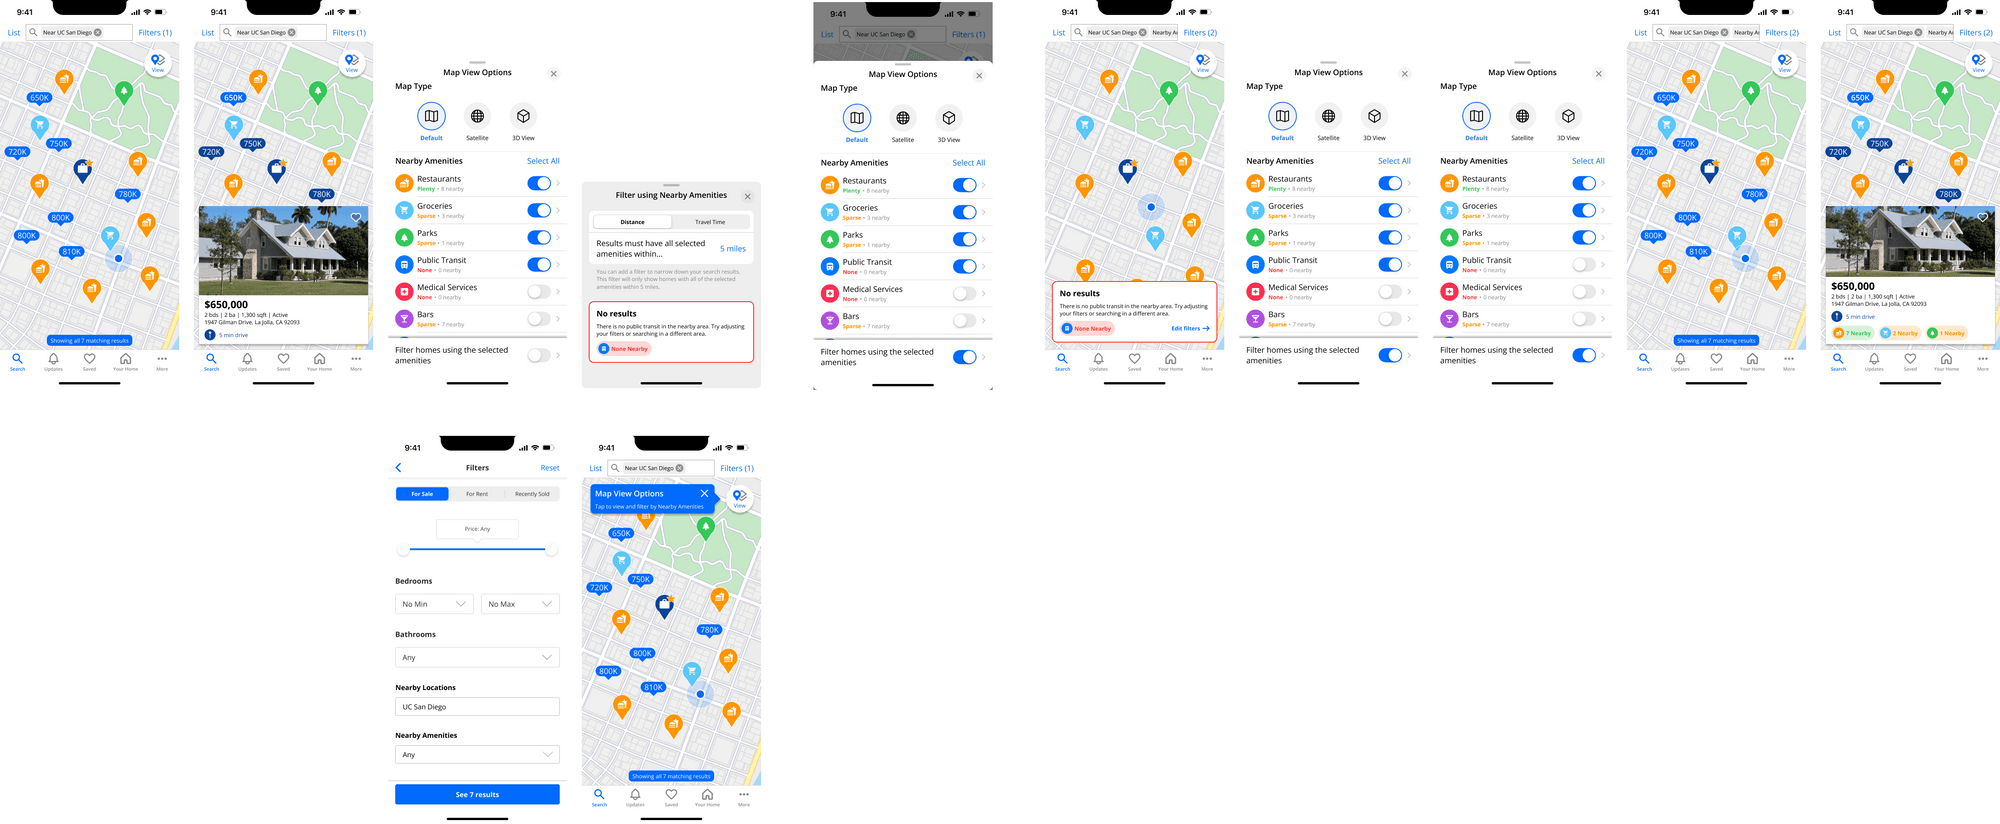 9:41
List
Near UC San Diego
Filters (1)
View
650K
750K
720K
780K
800K
800K
810K
Showing all 7 matching results
Search
Updates
Saved
Your Home
More
9:41
List
Near UC San Diego
Filters (1)
View
650K
750K
720K
780K
$650,000
2 bds | 2 ba | 1,300 sqft | Active
1947 Gilman Drive, La Jolla, CA 92093
5 min drive
Search
Updates
Saved
Your Home
More
Map View Options
Map Type
Default
Satellite
3D View
Nearby Amenities
Select All
Restaurants
Plenty • 8 nearby
Groceries
Sparse • 3 nearby
Parks
Sparse • 1 nearby
Public Transit
None • 0 nearby
Medical Services
None • 0 nearby
Bars
Sparse • 7 nearby
Filter homes using the selected
amenities
Filter using Nearby Amenities
Distance
Travel Time
Results must have all selected
amenities within...
5 miles
You can add a filter to narrow down your search results.
This filter will only show homes with all of the selected
amenities within 5 miles.
No results
There is no public transit in the nearby area. Try adjusting
your filters or searching in a different area.
None Nearby
9:41
List
Near UC San Diego
Filters (1)
Map View Options
Map Type
Default
Satellite
3D View
Nearby Amenities
Select All
Restaurants
Plenty • 8 nearby
Groceries
Sparse • 3 nearby
Parks
Sparse • 1 nearby
Public Transit
None • 0 nearby
Medical Services
None • 0 nearby
Bars
Sparse • 7 nearby
Filter homes using the selected
amenities
9:41
List
Near UC San Diego
Nearby A
Filters (2)
View
No results
There is no public transit in the nearby area. Try adjusting
your filters or searching in a different area.
None Nearby
Edit filters
Search
Updates
Saved
Your Home
More
Map View Options
Map Type
Default
Satellite
3D View
Nearby Amenities
Select All
Restaurants
Plenty • 8 nearby
Groceries
Sparse • 3 nearby
Parks
Sparse • 1 nearby
Public Transit
None • 0 nearby
Medical Services
None • 0 nearby
Bars
Sparse • 7 nearby
Filter homes using the selected
amenities
Map View Options
Map Type
Default
Satellite
3D View
Nearby Amenities
Select All
Restaurants
Plenty • 8 nearby
Groceries
Sparse • 3 nearby
Parks
Sparse • 1 nearby
Public Transit
None • 0 nearby
Medical Services
None • 0 nearby
Bars
Sparse • 7 nearby
Filter homes using the selected
amenities
9:41
List
Near UC San Diego
Nearby A
Filters (2)
View
650K
750K
720K
780K
800K
800K
810K
Showing all 7 matching results
Search
Updates
Saved
Your Home
More
9:41
List
Near UC San Diego
Nearby A
Filters (2)
View
650K
750K
720K
780K
$650,000
2 bds | 2 ba | 1,300 sqft | Active
1947 Gilman Drive, La Jolla, CA 92093
5 min drive
7 Nearby
2 Nearby
1 Nearby
Search
Updates
Saved
Your Home
More
9:41
Filters
Reset
For Sale
For Rent
Recently Sold
Price: Any
Bedrooms
No Min
No Max
Bathrooms
Any
Nearby Locations
UC San Diego
Nearby Amenities
Any
See 7 results
9:41
List
Near UC San Diego
Filters (1)
Map View Options
Tap to view and filter by Nearby Amenities
View
650K
750K
720K
780K
800K
800K
810K
Showing all 7 matching results
Search
Updates
Saved
Your Home
More